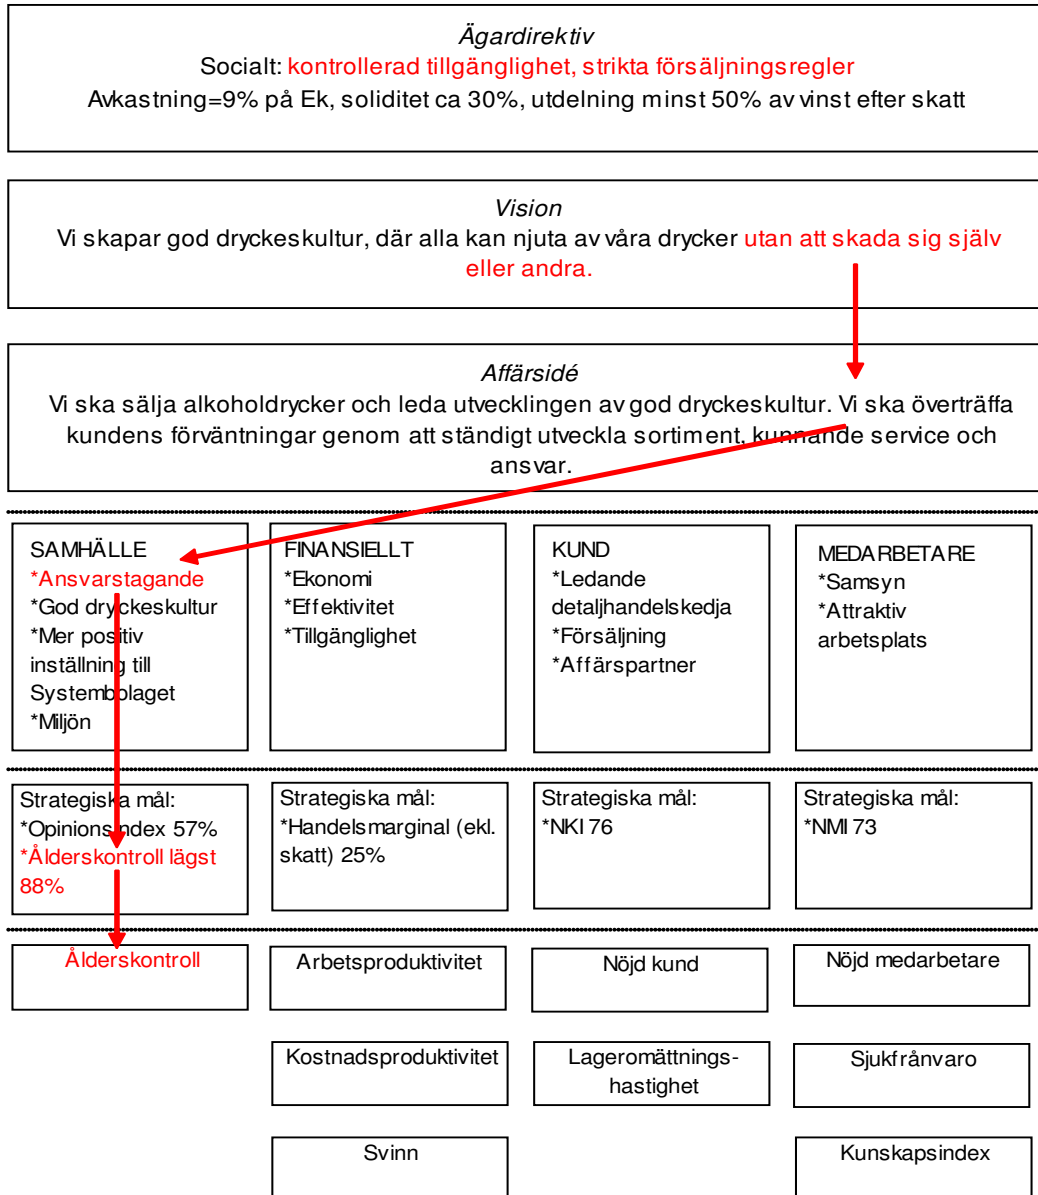 Ägardirektiv
Socialt: kontrollerad tillgänglighet, strikta försäljningsregler
Avkastning=9% på Ek, soliditet ca 30%, utdelning minst 50% av vinst efter skatt
Vision
Vi skapar god dryckeskultur, där alla kan njuta av våra drycker utan att skada sig själv
eller andra.
Affärsidé
Vi ska sälja alkoholdrycker och leda utvecklingen av god dryckeskultur. Vi ska överträffa
kundens förväntningar genom att ständigt utveckla sortiment, kunnande service och
ansvar.
SAMHÄLLE
*Ansvarstagande
*God dryckeskultur
*Mer positiv
inställning till
Systembolaget
*Miljön
FINANSIELLT
*Ekonomi
*Effektivitet
*Tillgänglighet
KUND
*Ledande
detaljhandelskedja
*Försäljning
*Affärspartner
MEDARBETARE
*Samsyn
*Attraktiv
arbetsplats
Strategiska mål:
*Opinionsindex 57%
*Ålderskontroll lägst
88%
Strategiska mål:
*Handelsmarginal (ekl.
skatt) 25%
Strategiska mål:
*NKI 76
Strategiska mål:
*NMI 73
Ålderskontroll
Arbetsproduktivitet
Nöjd kund
Nöjd medarbetare
Kostnadsproduktivitet
Lageromättnings-
hastighet
Sjukfrånvaro
Svinn
Kunskapsindex